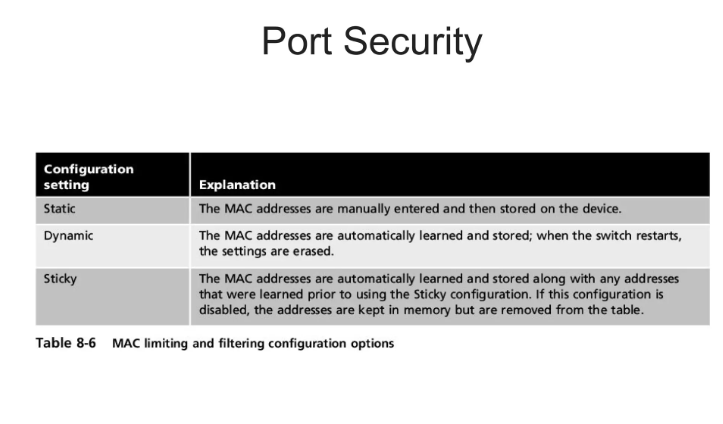 Port Security
Configuration
setting
Explanation
Static
The MAC addresses are manually entered and then stored on the device.
Dynamic
The MAC addresses are automatically learned and stored; when the switch restarts,
the settings are erased.
Sticky
The MAC addresses are automatically learned and stored along with any addresses
that were learned prior to using the Sticky configuration. If this configuration is
disabled, the addresses are kept in memory but are removed from the table.
Table 8-6 MAC limiting and filtering configuration options